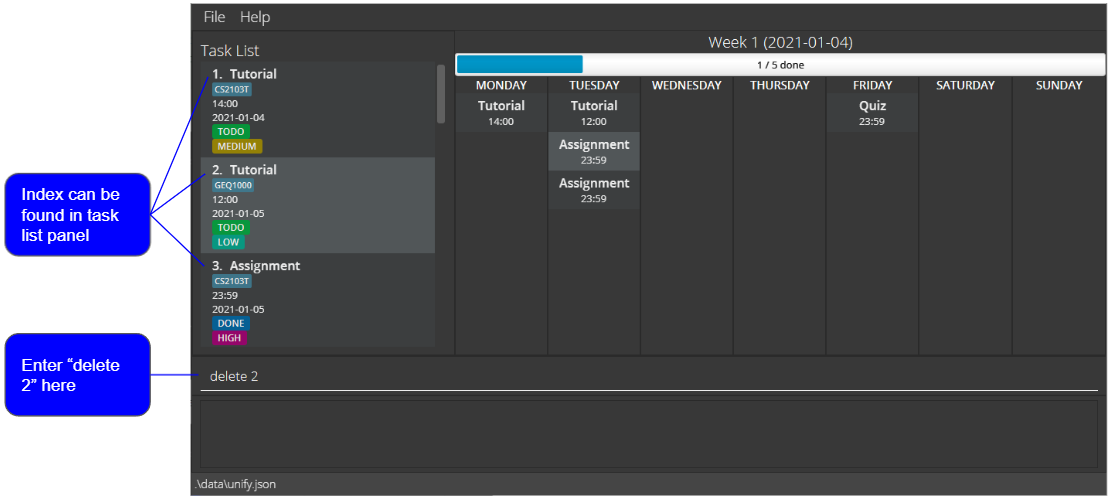 File Help
Task List
1. Tutorial
CS2103T
14:00
2021-01-04
TODO
MEDIUM
2. Tutorial
GEQ1000
12:00
2021-01-05
TODO
LOW
3. Assignment
CS2103T
23:59
2021-01-05
DONE
HIGH
Week 1 (2021-01-04)
1 / 5 done
MONDAY TUESDAY WEDNESDAY THURSDAY FRIDAY SATURDAY SUNDAY
Tutorial
14:00
Tutorial
12:00
Assignment
23:59
Assignment
23:59
Quiz
23:59
Index can be
found in task
list panel
Enter “delete
2” here
delete 2
.\data\unify.json